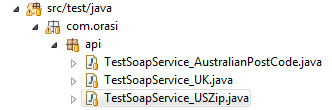 src/test/java
com.orasi
api
TestSoapService_AustralianPostCode.java
TestSoapService_UK.java
TestSoapService_USZip.java